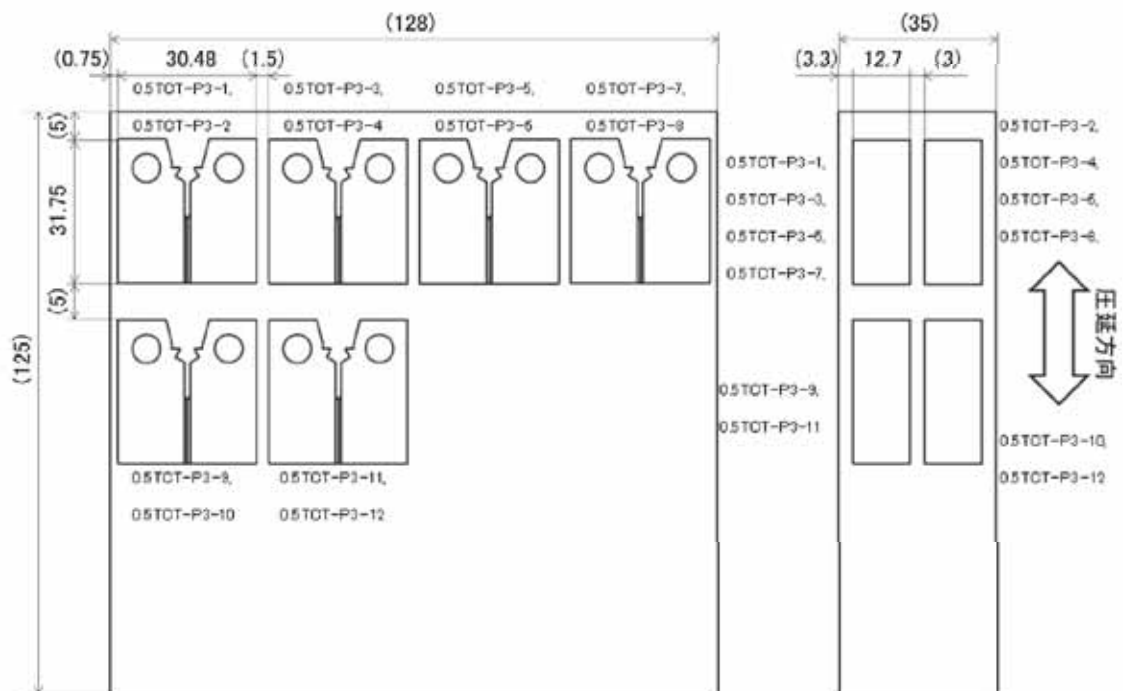 (128)
(35)
(0.75) 30.48 (1.5)
(3.3) 12.7 (3)
0.5TCT-P3-1, 0.5TCT-P3-3, 0.5TCT-P3-5, 0.5TCT-P3-7,
0.5TCT-P3-2 0.5TCT-P3-4 0.5TCT-P3-6 0.5TCT-P3-8
(5)
31.75
(5)
(125)
0.5TCT-P3-1,
0.5TCT-P3-3,
0.5TCT-P3-5,
0.5TCT-P3-7,
0.5TCT-P3-2,
0.5TCT-P3-4,
0.5TCT-P3-6,
0.5TCT-P3-8,
圧延方向
0.5TCT-P3-9,
0.5TCT-P3-11
0.5TCT-P3-10,
0.5TCT-P3-12
0.5TCT-P3-9, 0.5TCT-P3-11,
0.5TCT-P3-10 0.5TCT-P3-12